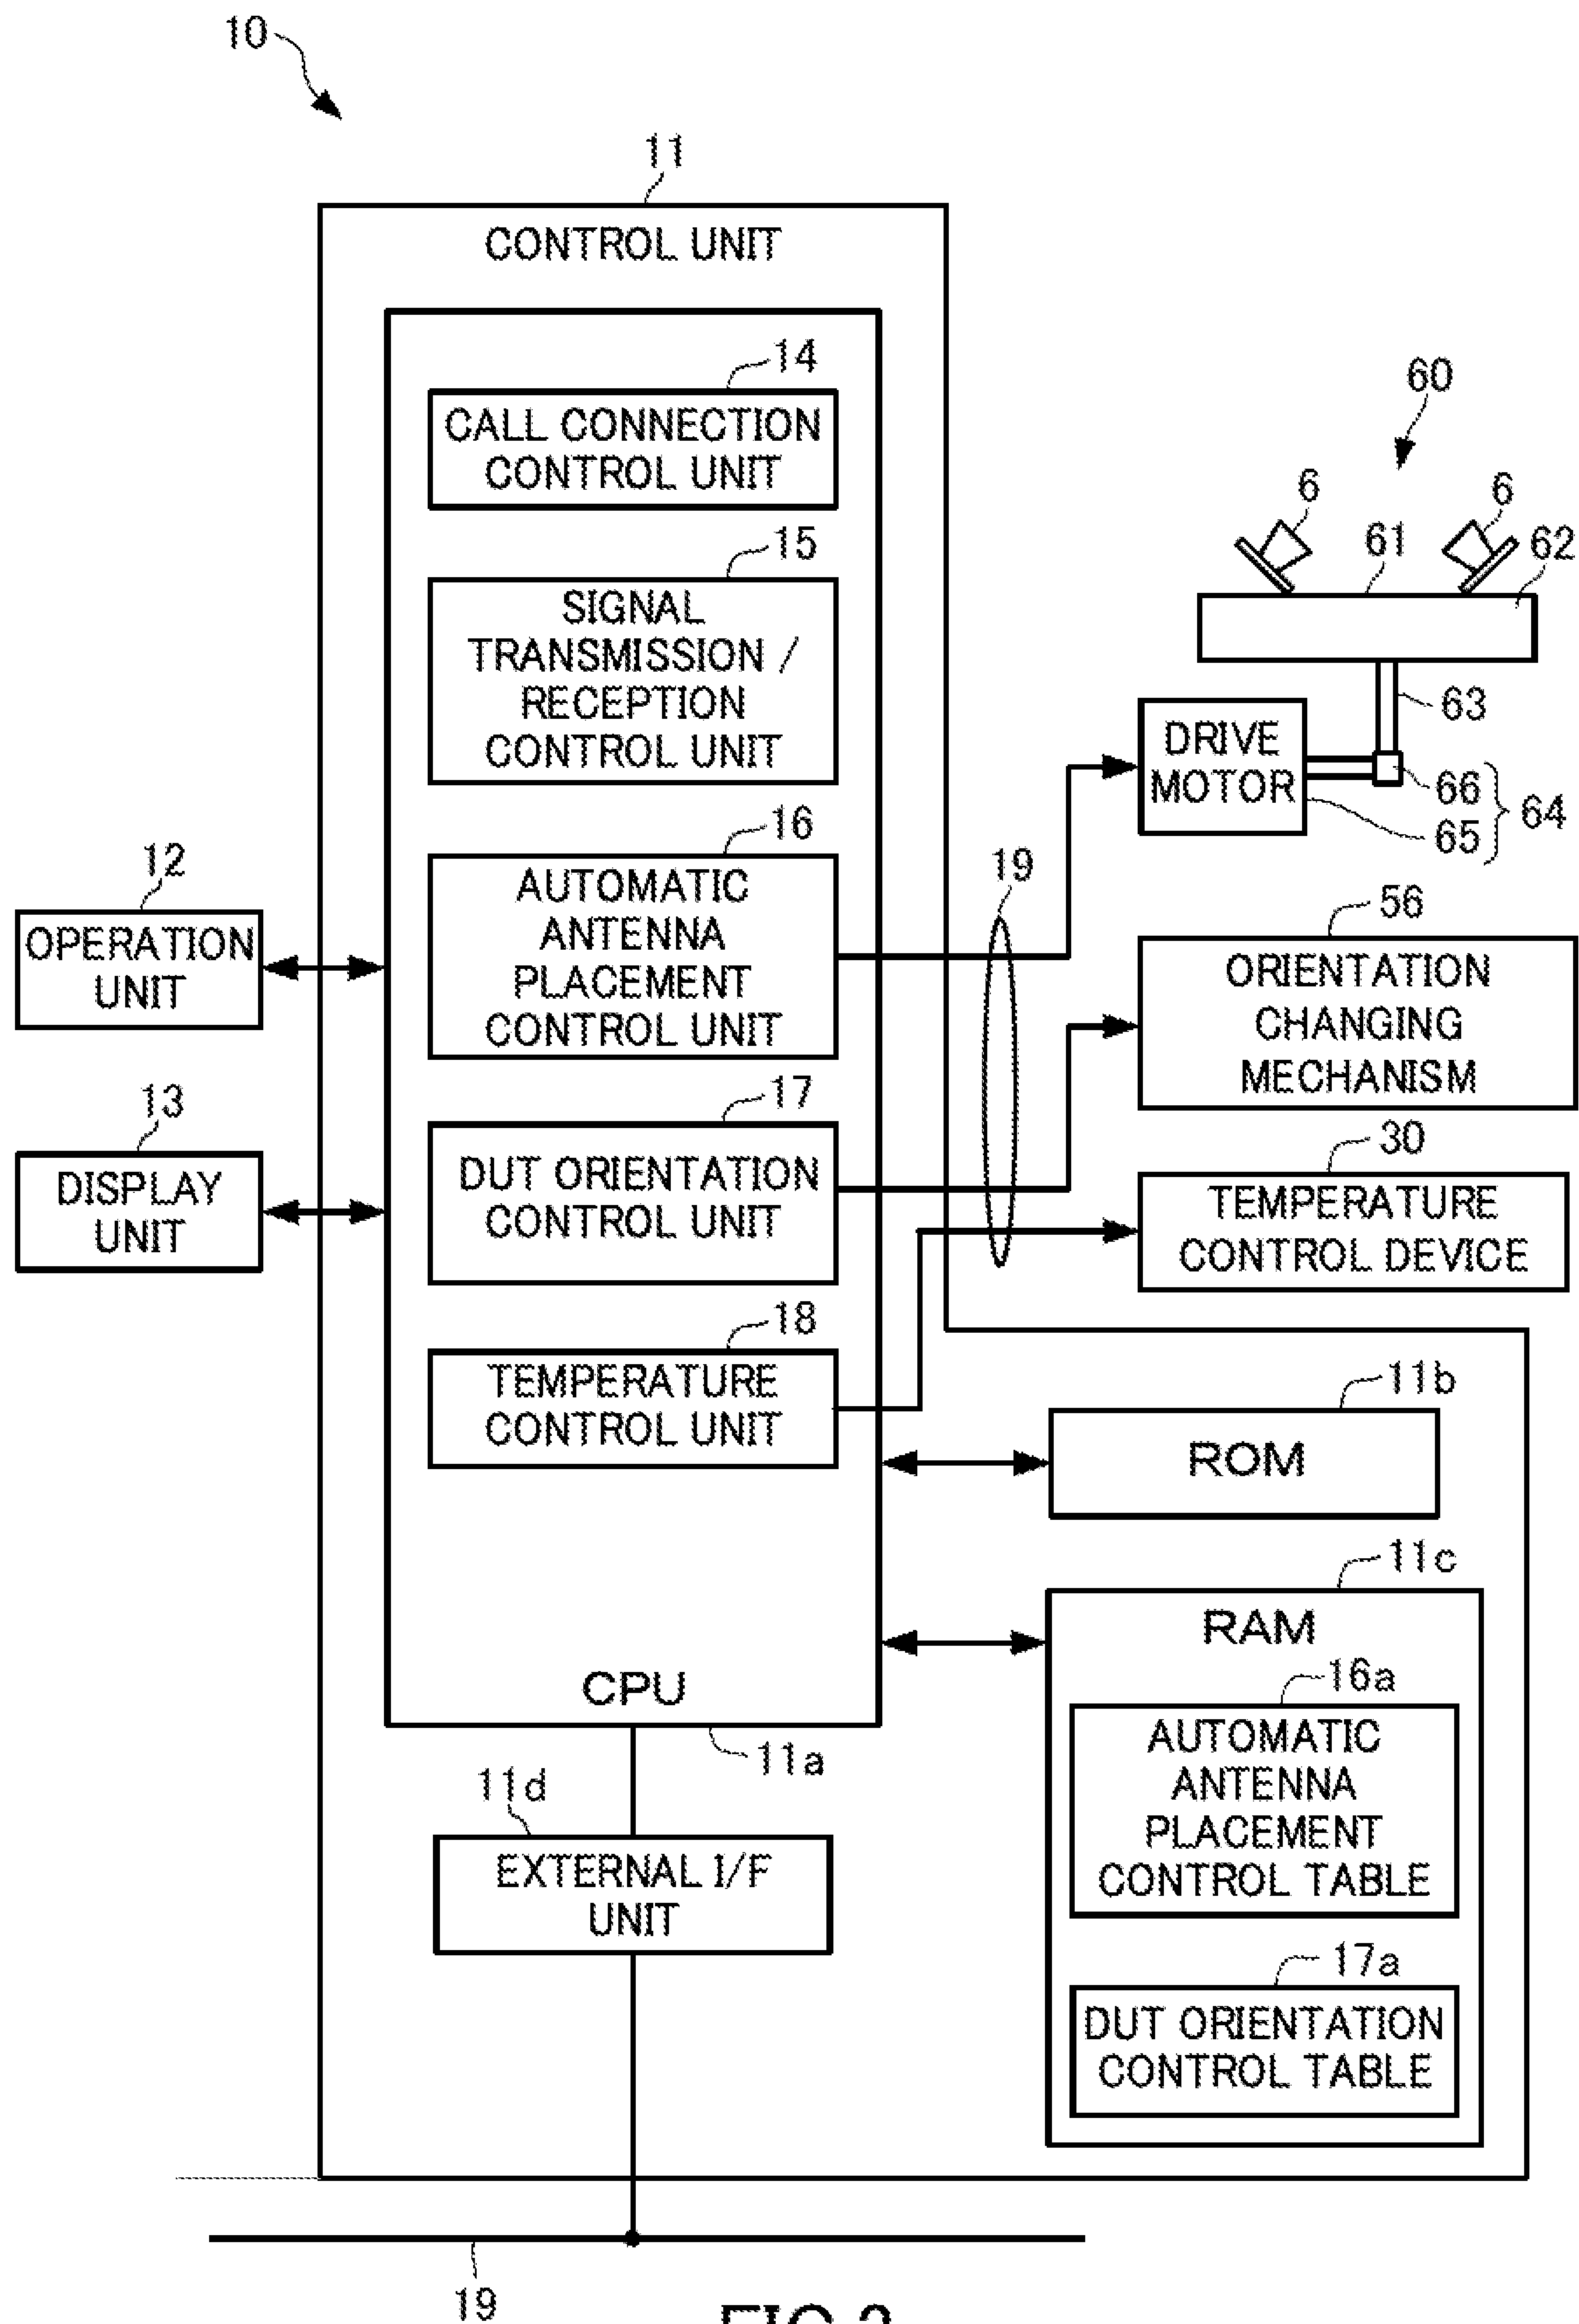 10
11
CONTROL UNIT
14
CALL CONNECTION
CONTROL UNIT
15
SIGNAL
TRANSMISSION /
RECEPTION
CONTROL UNIT
16
AUTOMATIC
ANTENNA
PLACEMENT
CONTROL UNIT
17
DUT ORIENTATION
CONTROL UNIT
18
TEMPERATURE
CONTROL UNIT
CPU
11a
12
OPERATION
UNIT
13
DISPLAY
UNIT
60
6
6
61
62
63
DRIVE
MOTOR
66
65
64
19
56
ORIENTATION
CHANGING
MECHANISM
30
TEMPERATURE
CONTROL DEVICE
11b
ROM
11c
RAM
16a
AUTOMATIC
ANTENNA
PLACEMENT
CONTROL TABLE
17a
DUT ORIENTATION
CONTROL TABLE
11d
EXTERNAL I/F
UNIT
19